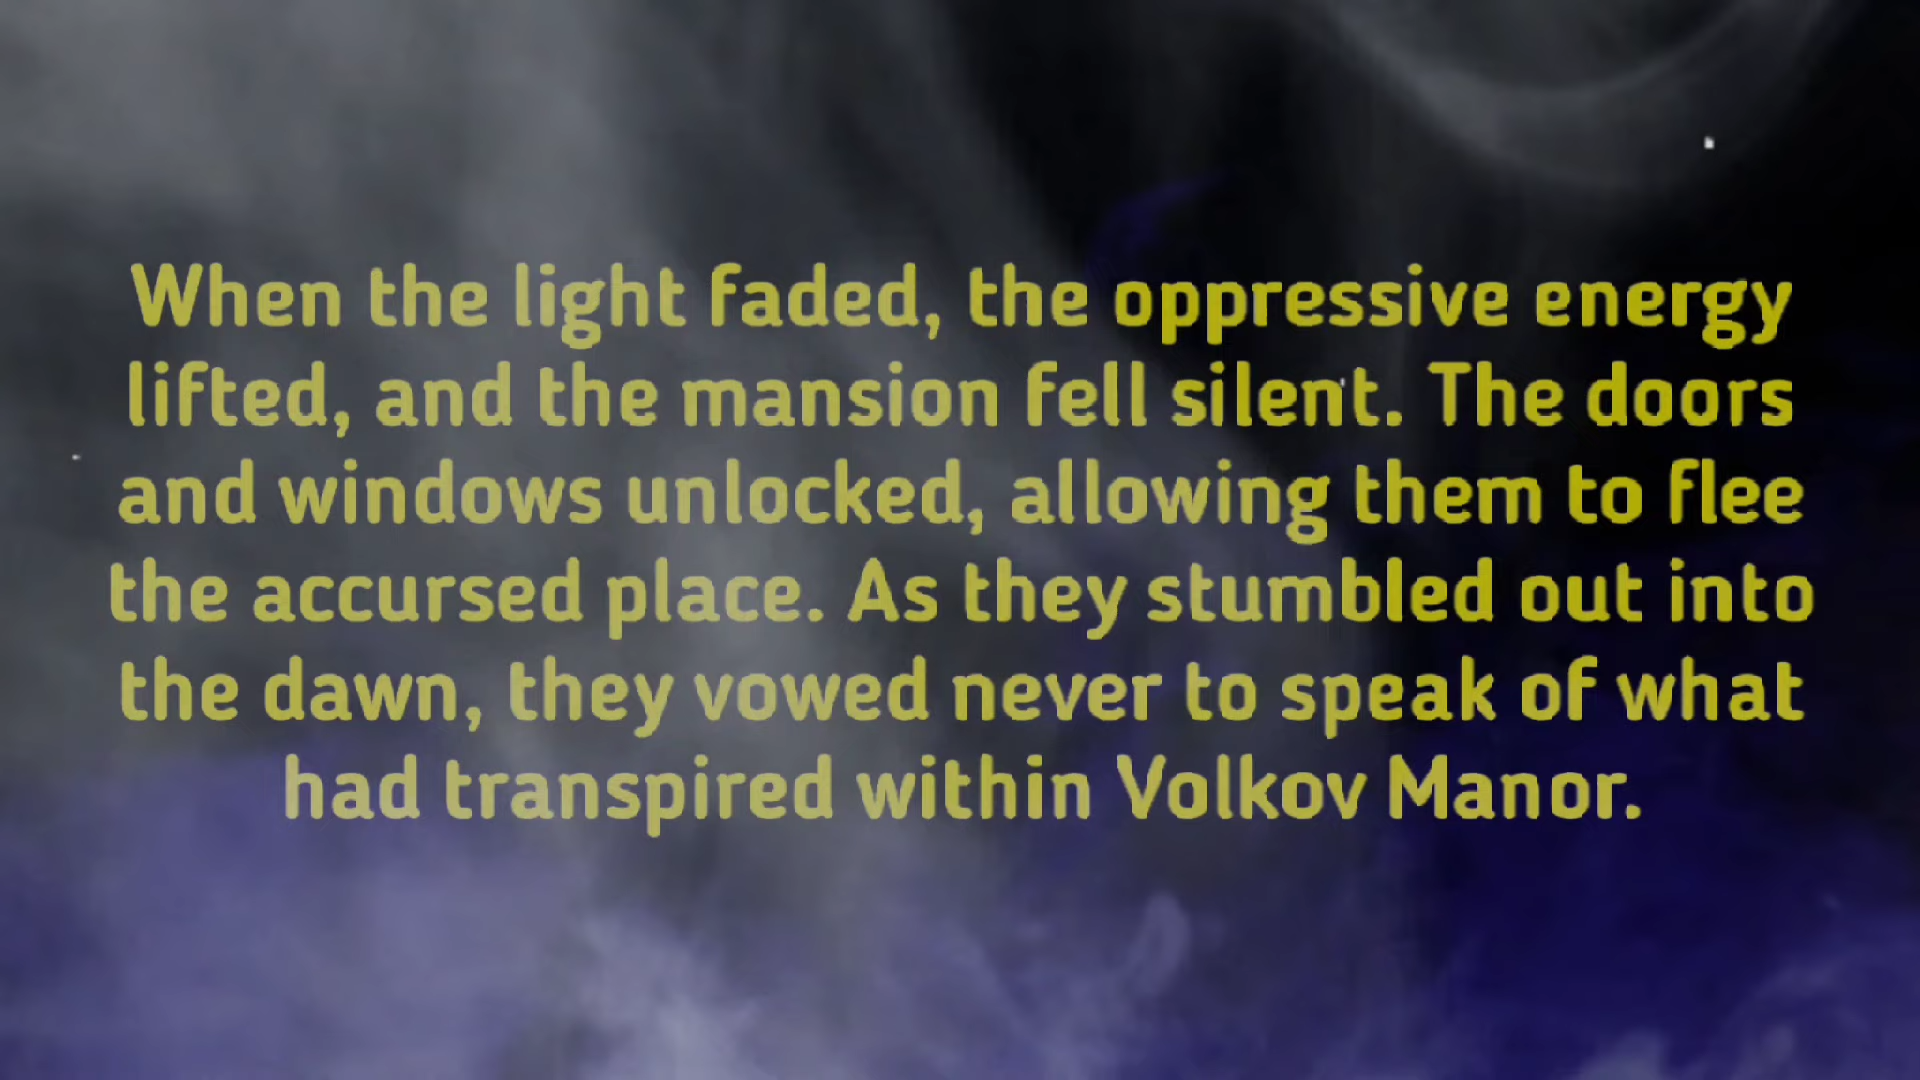 When the light faded, the oppressive energy
lifted, and the mansion fell silent. The doors
and windows unlocked, allowing them to flee
the accursed place. As they stumbled out into
the dawn, they vowed never to speak of what
had transpired within Volkov Manor.